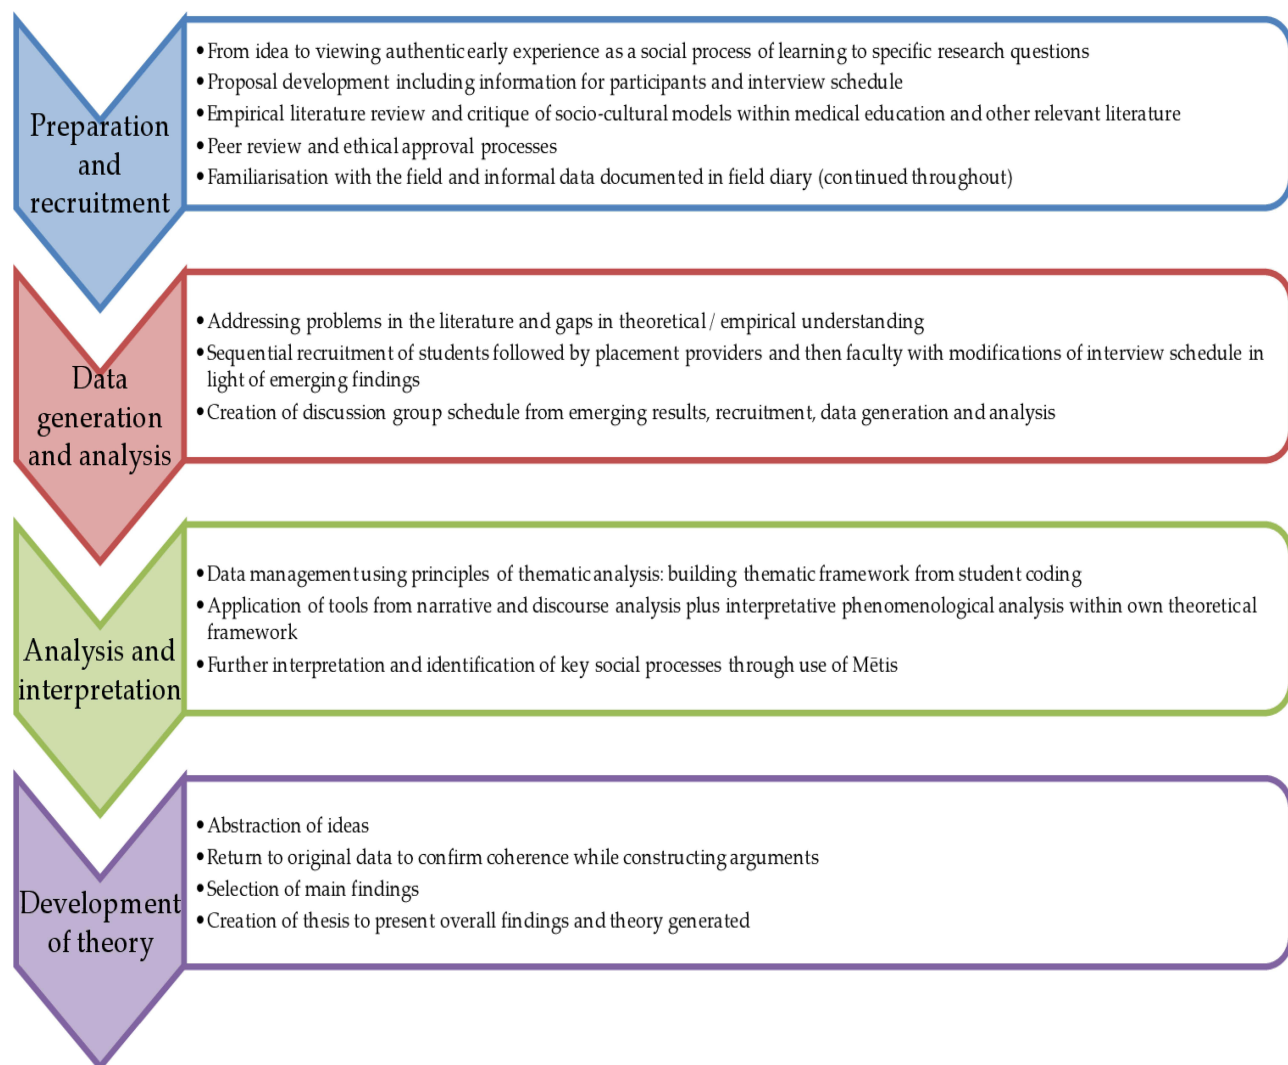 Preparation
and
recruitment
•From idea to viewing authentic early experience as a social process of learning to specific research questions
•Proposal development including information for participants and interview schedule
•Empirical literature review and critique of socio-cultural models within medical education and other relevant literature
•Peer review and ethical approval processes
•Familiarisation with the field and informal data documented in field diary (continued throughout)
Data
generation
and analysis
•Addressing problems in the literature and gaps in theoretical / empirical understanding
•Sequential recruitment of students followed by placement providers and then faculty with modifications of interview schedule in
light of emerging findings
•Creation of discussion group schedule from emerging results, recruitment, data generation and analysis
Analysis and
interpretation
•Data management using principles of thematic analysis: building thematic framework from student coding
•Application of tools from narrative and discourse analysis plus interpretative phenomenological analysis within own theoretical
framework
•Further interpretation and identification of key social processes through use of Mētis
Development
of theory
•Abstraction of ideas
•Return to original data to confirm coherence while constructing arguments
•Selection of main findings
•Creation of thesis to present overall findings and theory generated